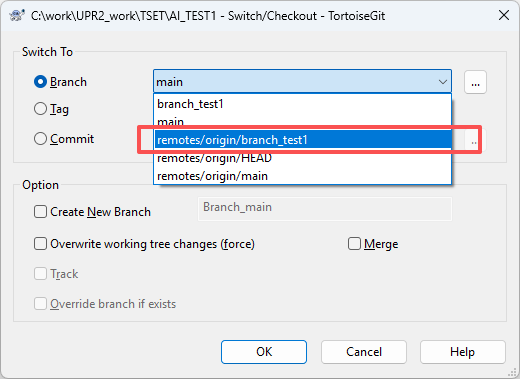 C:\work\UPR2_work\TSET\AI_TEST1 - Switch/Checkout - TortoiseGit
Switch To
Branch
main
...
branch_test1
Tag
main
Commit
remotes/origin/branch_test1
remotes/origin/HEAD
remotes/origin/main
Option
Create New Branch
Branch_main
Overwrite working tree changes (force)
Merge
Track
Override branch if exists
OK
Cancel
Help